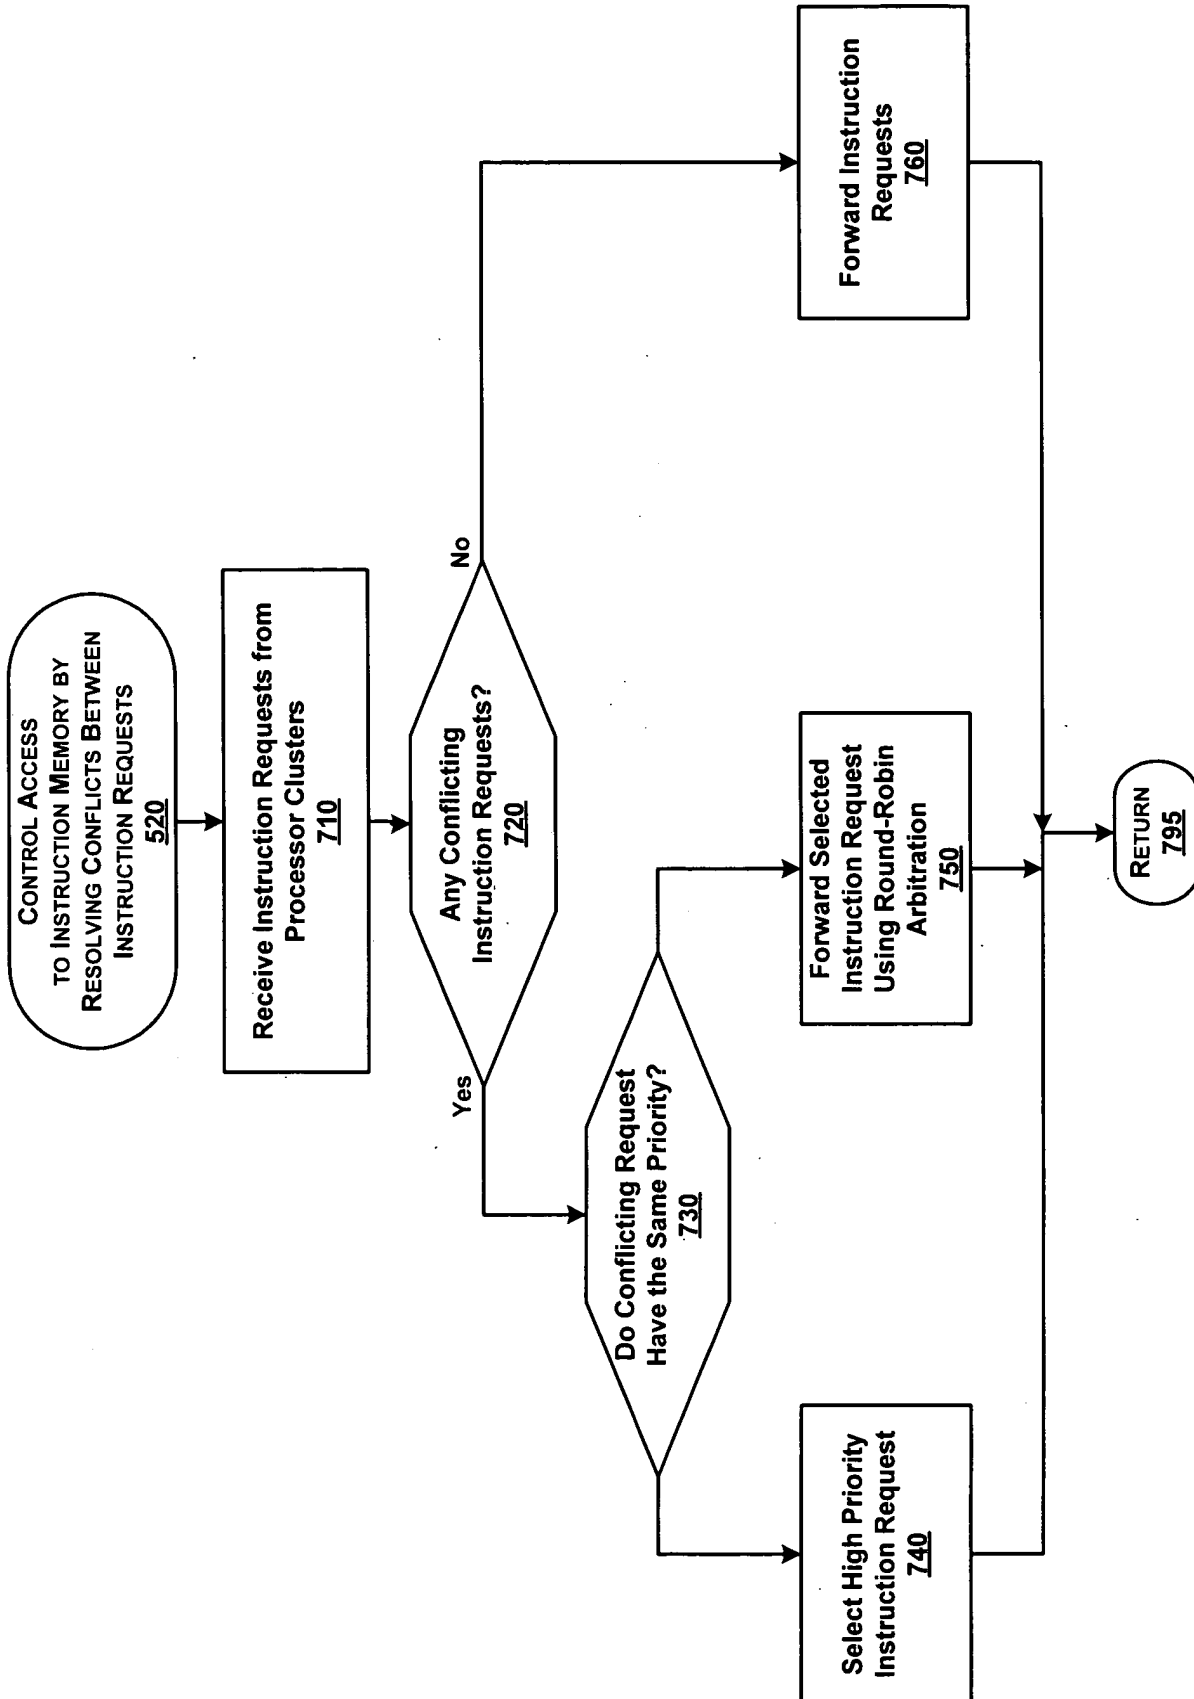 CONTROL ACCESS
TO INSTRUCTION MEMORY BY
RESOLVING CONFLICTS BETWEEN
INSTRUCTION REQUESTS
520
Receive Instruction Requests from
Processor Clusters
710
Any Conflicting
Instruction Requests?
720
Yes
No
Do Conflicting Request
Have the Same Priority?
730
Select High Priority
Instruction Request
740
Forward Selected
Instruction Request
Using Round-Robin
Arbitration
750
Forward Instruction
Requests
760
RETURN
795